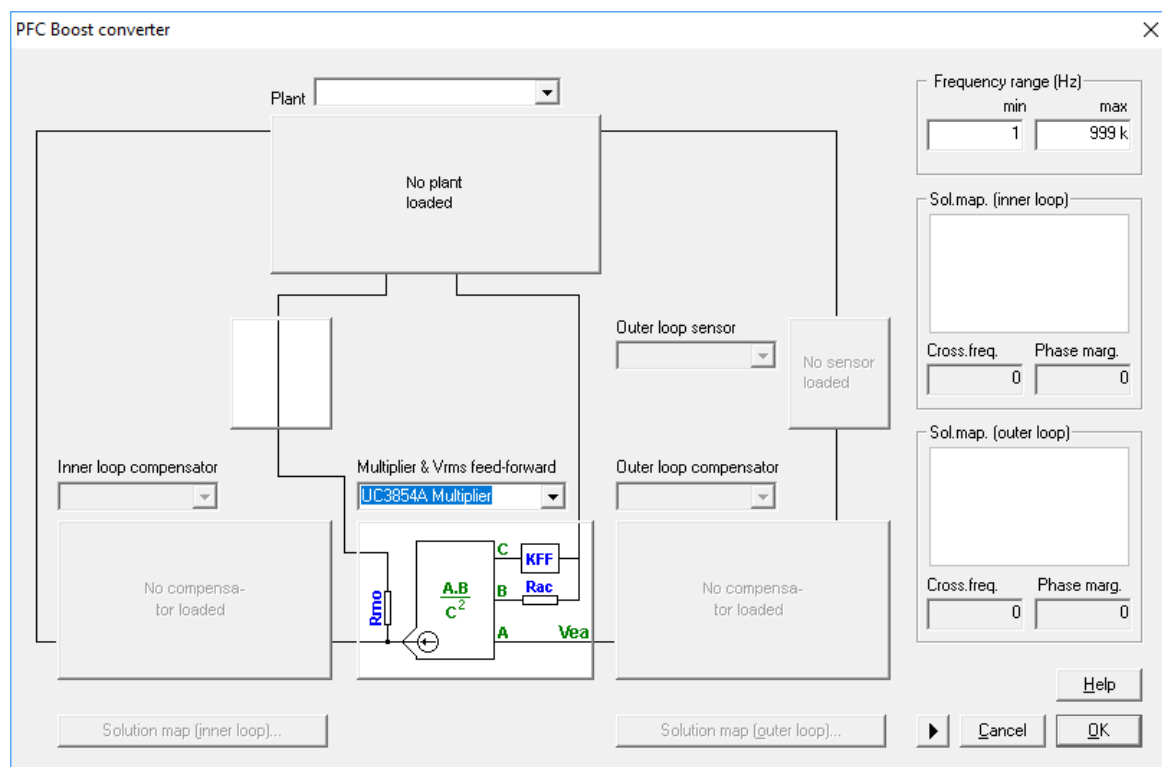 PFC Boost converter
Plant
No plant
loaded
Frequency range (Hz)
min
max
1
999 k
Sol.map. (inner loop)
Cross.freq.
Phase marg.
0
0
Outer loop sensor
No sensor
loaded
Inner loop compensator
Multiplier & Vrms feed-forward
UC3854A Multiplier
Outer loop compensator
No compensa-
tor loaded
Rmo
A.B
C²
C
KFF
B
Rac
A
Vea
No compensa-
tor loaded
Sol.map. (outer loop)
Cross.freq.
Phase marg.
0
0
Solution map (inner loop)...
Solution map (outer loop)...
Help
Cancel
OK